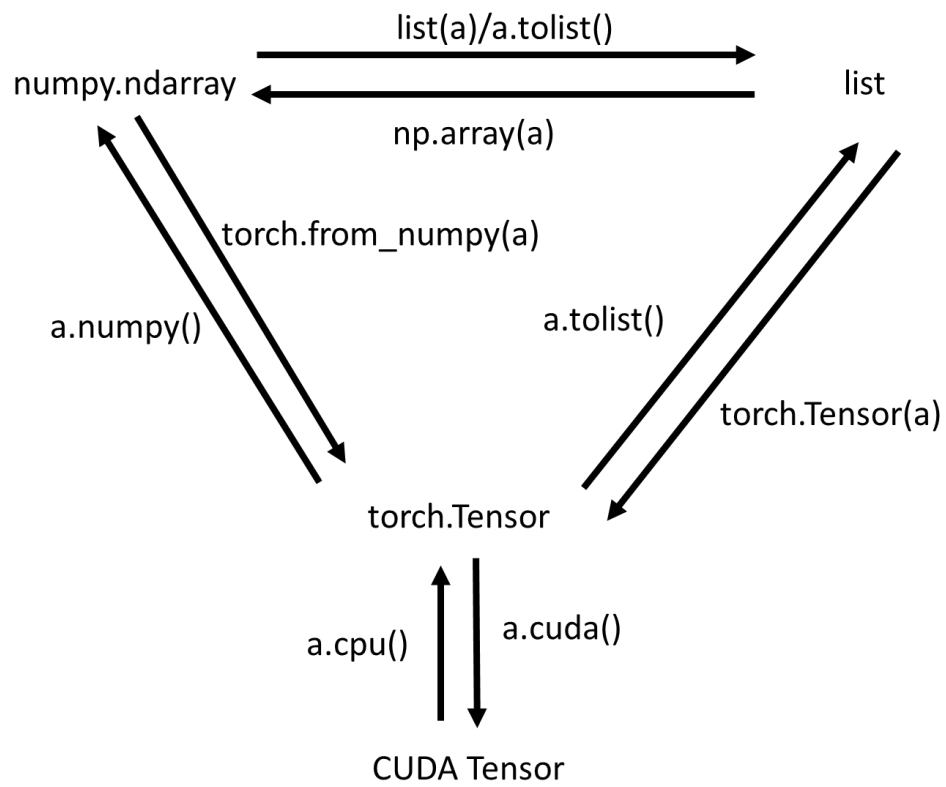 list(a)/a.tolist()
numpy.ndarray
list
np.array(a)
torch.from_numpy(a)
a.numpy()
a.tolist()
torch.Tensor(a)
torch.Tensor
a.cpu()
a.cuda()
CUDA Tensor